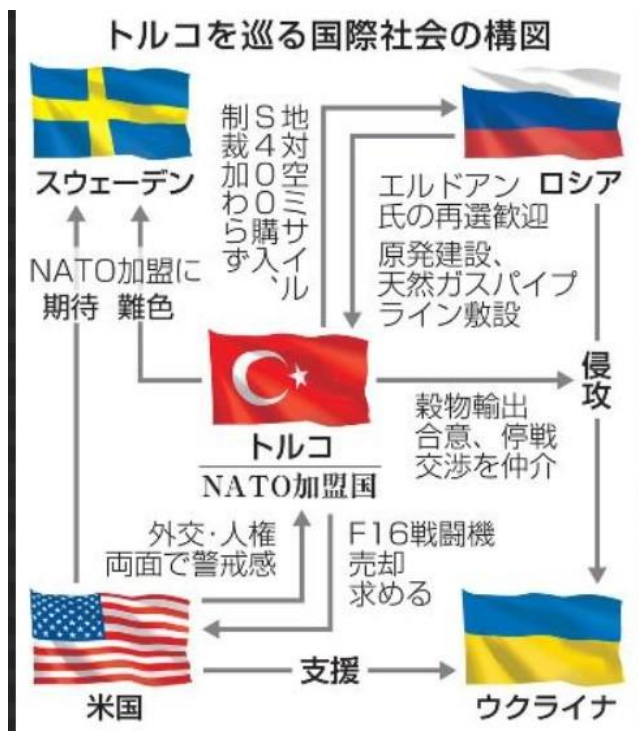 トルコを巡る国際社会の構図
スウェーデン
地対空ミサイル
S400購入、
制裁加わらず
ロシア
エルドアン
氏の再選歓迎
原発建設、
天然ガスパイプ
ライン敷設
NATO加盟に
期待 難色
侵攻
トルコ
NATO加盟国
穀物輸出
合意、停戦
交渉を仲介
外交・人権
両面で警戒感
F16戦闘機
売却
求める
米国
支援
ウクライナ